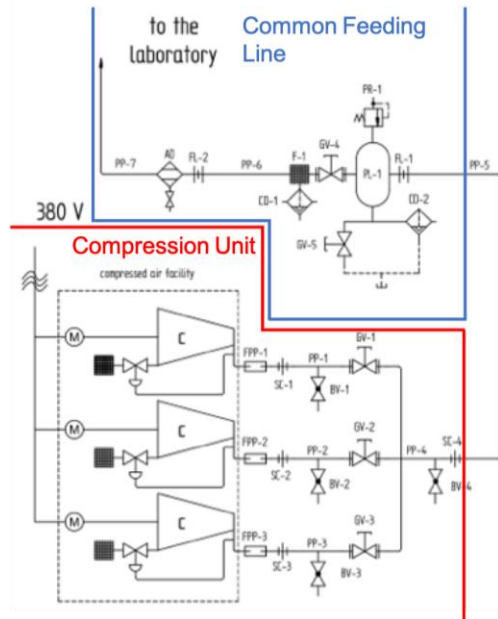 to the
laboratory
Common Feeding
Line
PR-1
GV-4
F-1
AD
FL-2
PP-7
PP-6
PL-1
FL-1
PP-5
CD-1
CD-2
GV-5
380 V
Compression Unit
compressed air facility
M
C
FPP-1
SC-1
PP-1
BV-1
GV-1
M
C
FPP-2
SC-2
PP-2
BV-2
GV-2
PP-4
SC-4
BV-4
M
C
FPP-3
SC-3
PP-3
BV-3
GV-3